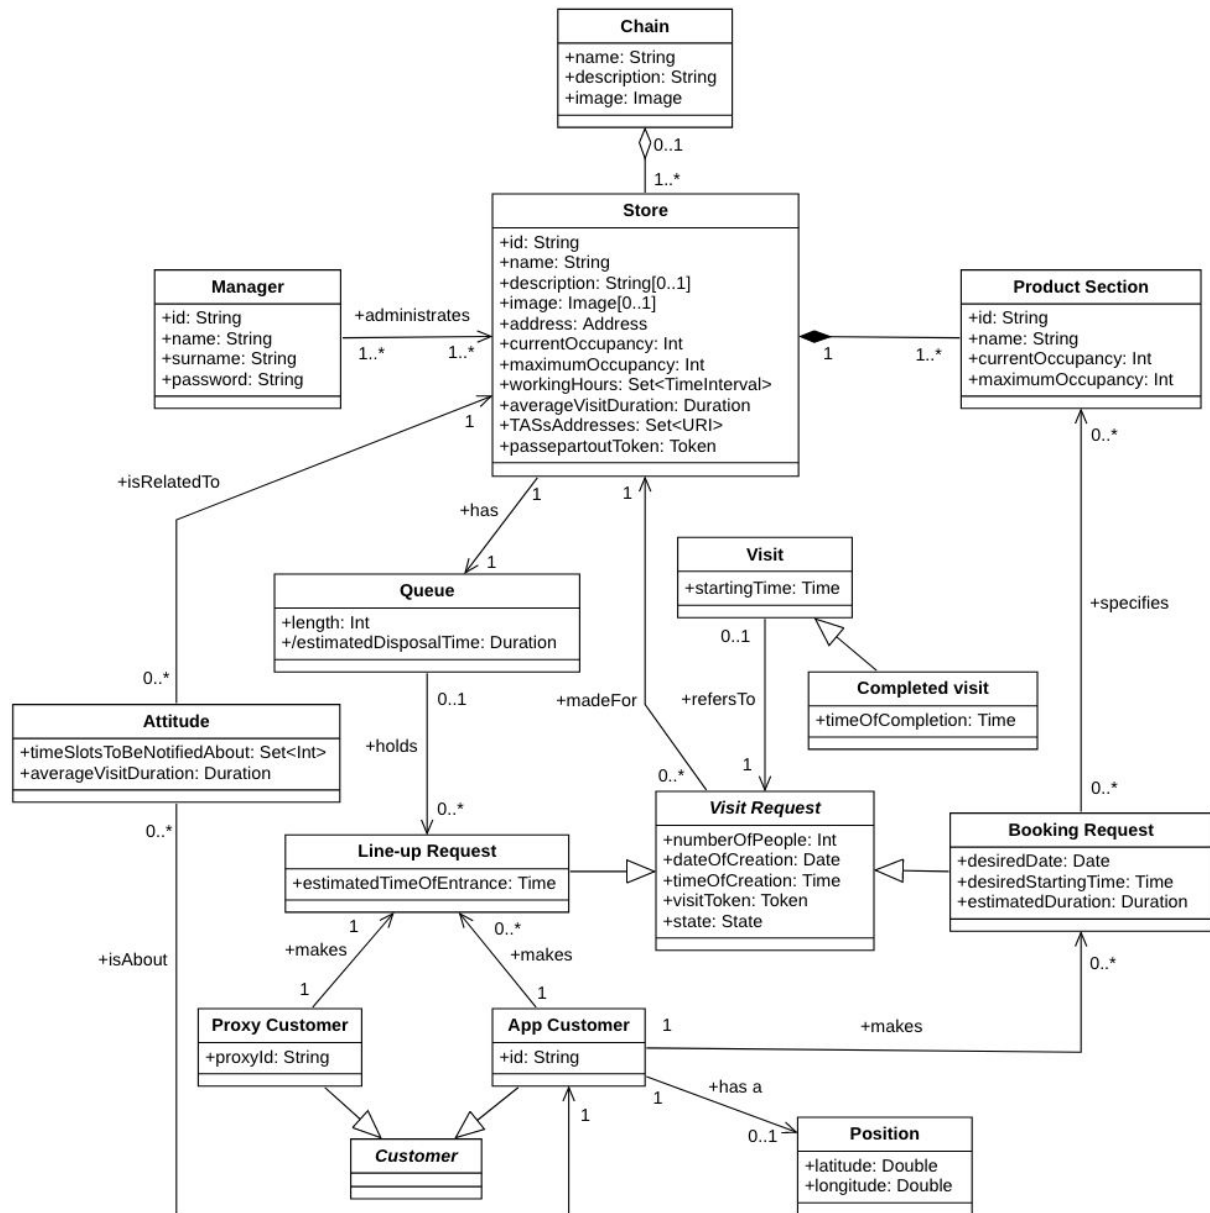 Chain
+name: String
+description: String
+image: Image
0..1
1..*
Store
+id: String
+name: String
+description: String[0..1]
+image: Image[0..1]
+address: Address
+currentOccupancy: Int
+maximumOccupancy: Int
+workingHours: Set<TimeInterval>
+averageVisitDuration: Duration
+TASsAddresses: Set<URI>
+passepartoutToken: Token
Manager
+id: String
+name: String
+surname: String
+password: String
+administrates
1..*
1..*
Product Section
+id: String
+name: String
+currentOccupancy: Int
+maximumOccupancy: Int
1
1..*
1
+isRelatedTo
0..*
+has
1
1
1
0..*
Queue
+length: Int
+/estimatedDisposalTime: Duration
Visit
+startingTime: Time
0..1
+refersTo
1
Completed visit
+timeOfCompletion: Time
+specifies
0..*
+madeFor
0..*
Attitude
+timeSlotsToBeNotifiedAbout: Set<Int>
+averageVisitDuration: Duration
0..*
0..1
+holds
0..*
Line-up Request
+estimatedTimeOfEntrance: Time
Visit Request
+numberOfPeople: Int
+dateOfCreation: Date
+timeOfCreation: Time
+visitToken: Token
+state: State
Booking Request
+desiredDate: Date
+desiredStartingTime: Time
+estimatedDuration: Duration
+isAbout
1
+makes
1
0..*
+makes
1
0..*
1
+makes
Proxy Customer
+proxyId: String
App Customer
+id: String
+has a
1
0..1
1
Customer
Position
+latitude: Double
+longitude: Double